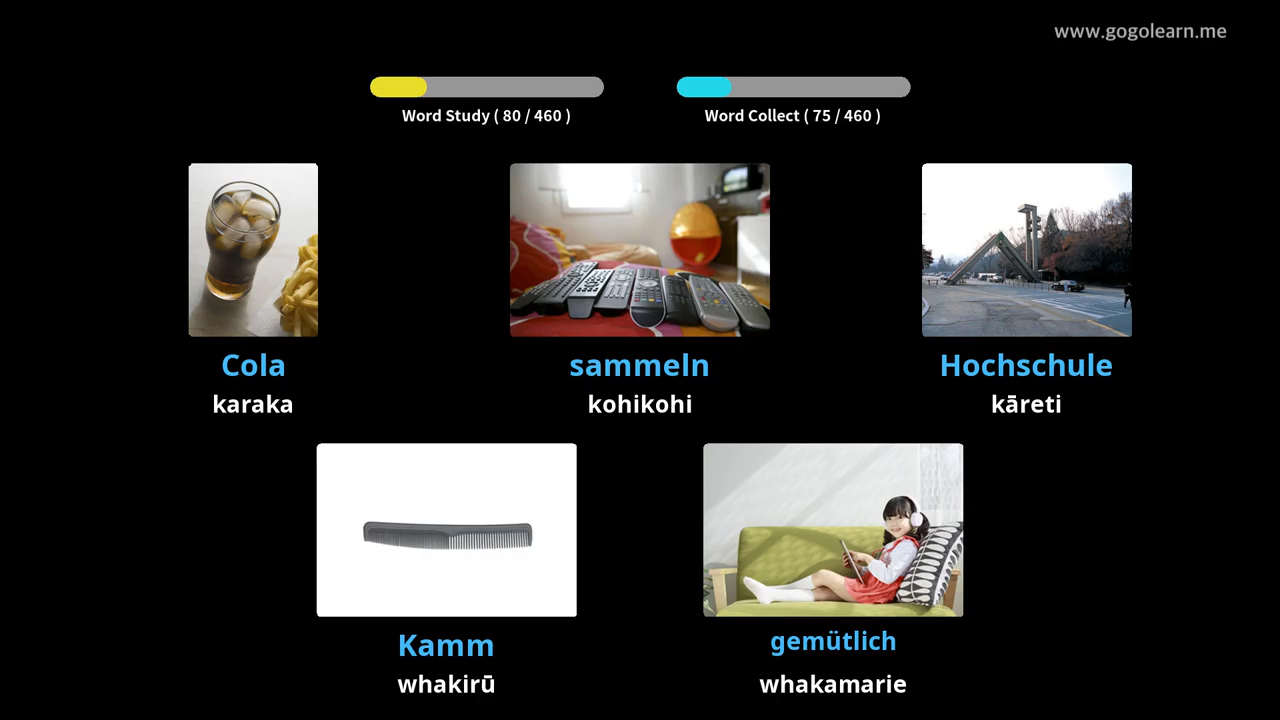 www.gogolearn.me
Word Study ( 80 / 460 )
Word Collect ( 75 / 460 )
Cola
karaka
sammeln
kohikohi
Hochschule
kāreti
Kamm
whakirū
gemütlich
whakamarie